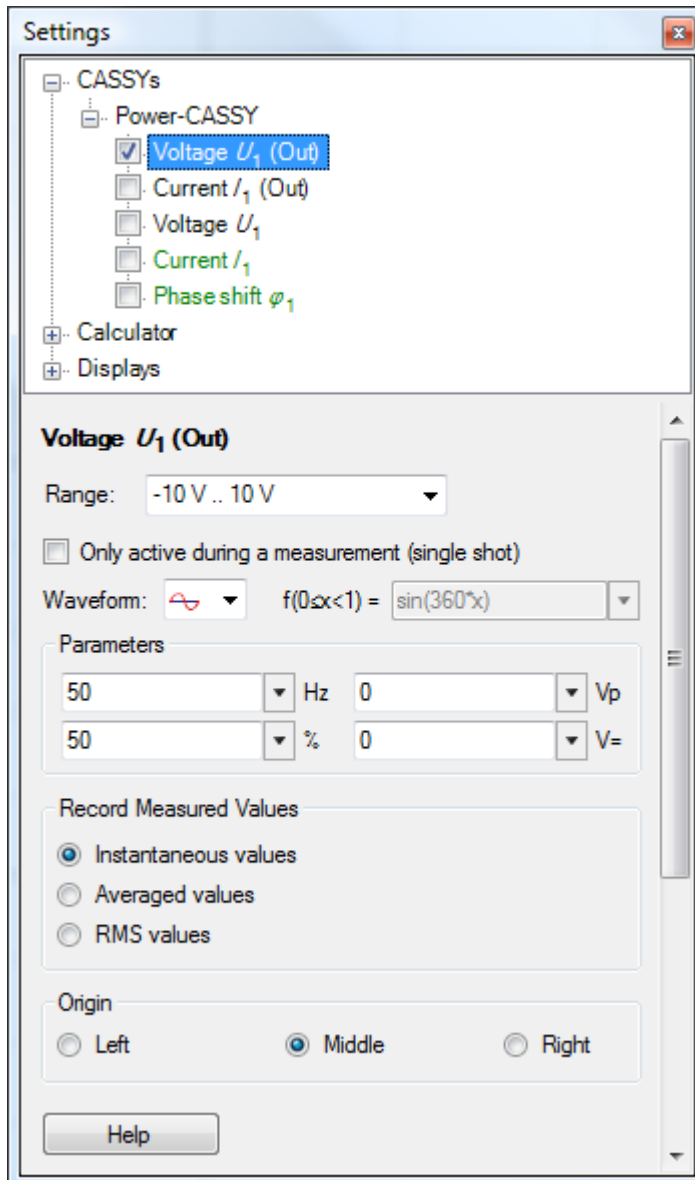 Settings
CASSYs
Power-CASSY
Voltage U1 (Out)
Current I1 (Out)
Voltage U1
Current I1
Phase shift φ1
Calculator
Displays
Voltage U1 (Out)
Range: -10 V .. 10 V
Only active during a measurement (single shot)
Waveform: f(0≤x<1) = sin(360*x)
Parameters
50 Hz 0 Vp
50 % 0 V=
Record Measured Values
Instantaneous values
Averaged values
RMS values
Origin
Left Middle Right
Help